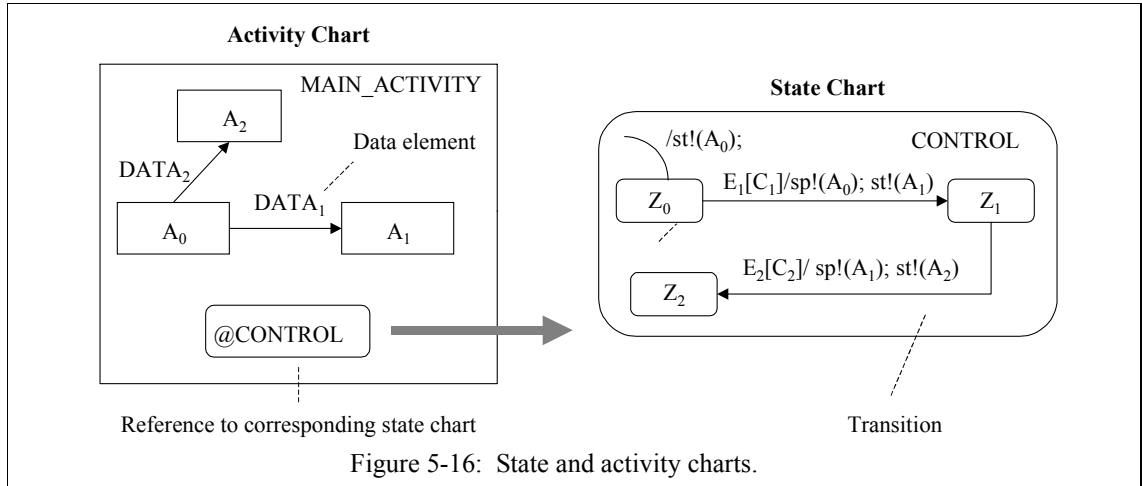 Activity Chart
MAIN_ACTIVITY
A₂
Data element
DATA₂
DATA₁
A₀
A₁
@CONTROL
Reference to corresponding state chart
State Chart
/st!(A₀);
CONTROL
E₁[C₁]/sp!(A₀); st!(A₁)
Z₀
Z₁
E₂[C₂]/ sp!(A₁); st!(A₂)
Z₂
Transition
Figure 5-16: State and activity charts.